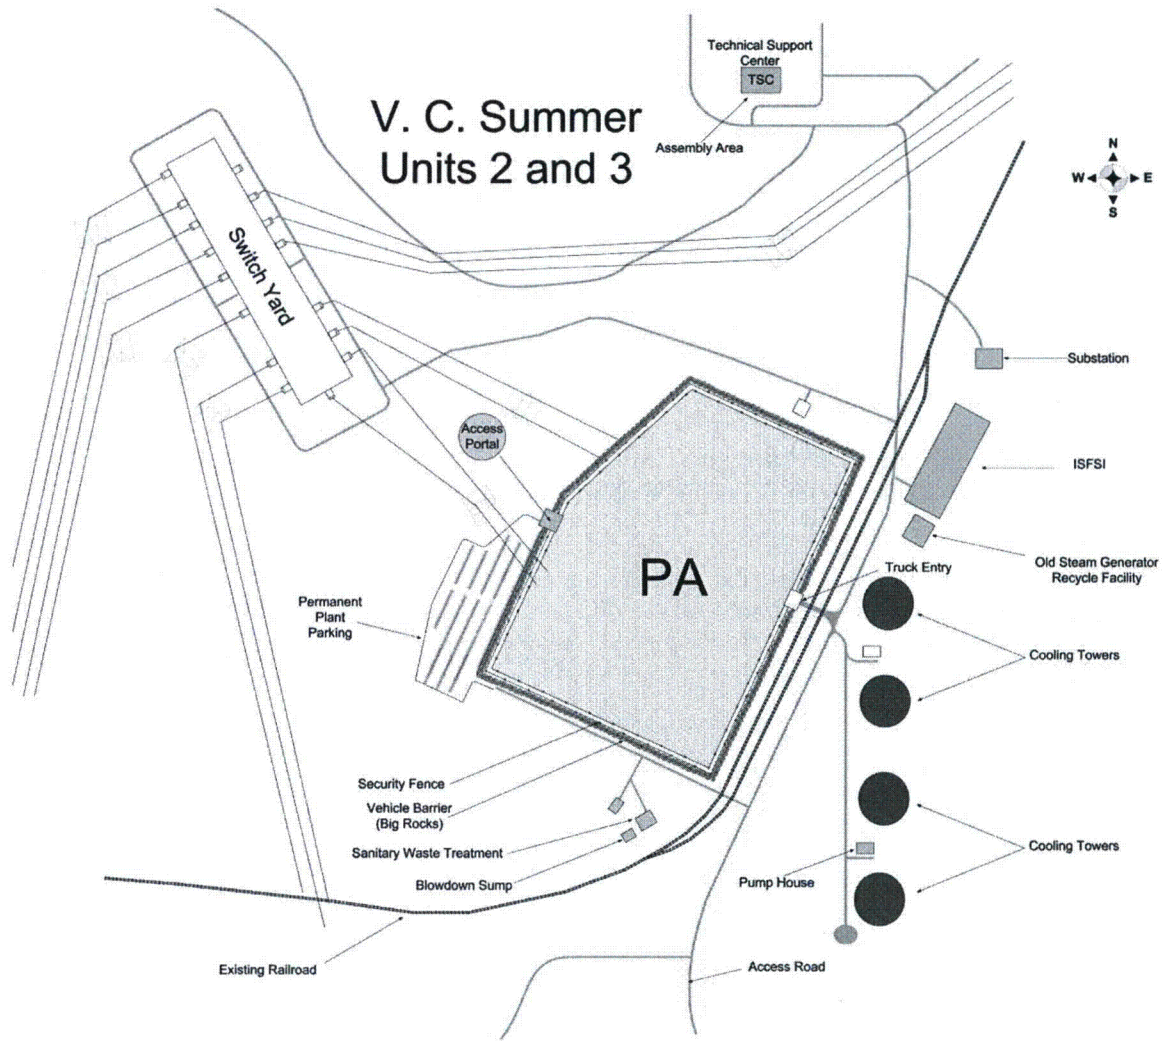 Technical Support
Center
TSC
V. C. Summer
Units 2 and 3
Assembly Area
N
W
E
S
Switch Yard
Substation
Access
Portal
ISFSI
PA
Truck Entry
Old Steam Generator
Recycle Facility
Permanent
Plant
Parking
Cooling Towers
Security Fence
Vehicle Barrier
(Big Rocks)
Sanitary Waste Treatment
Cooling Towers
Blowdown Sump
Pump House
Existing Railroad
Access Road